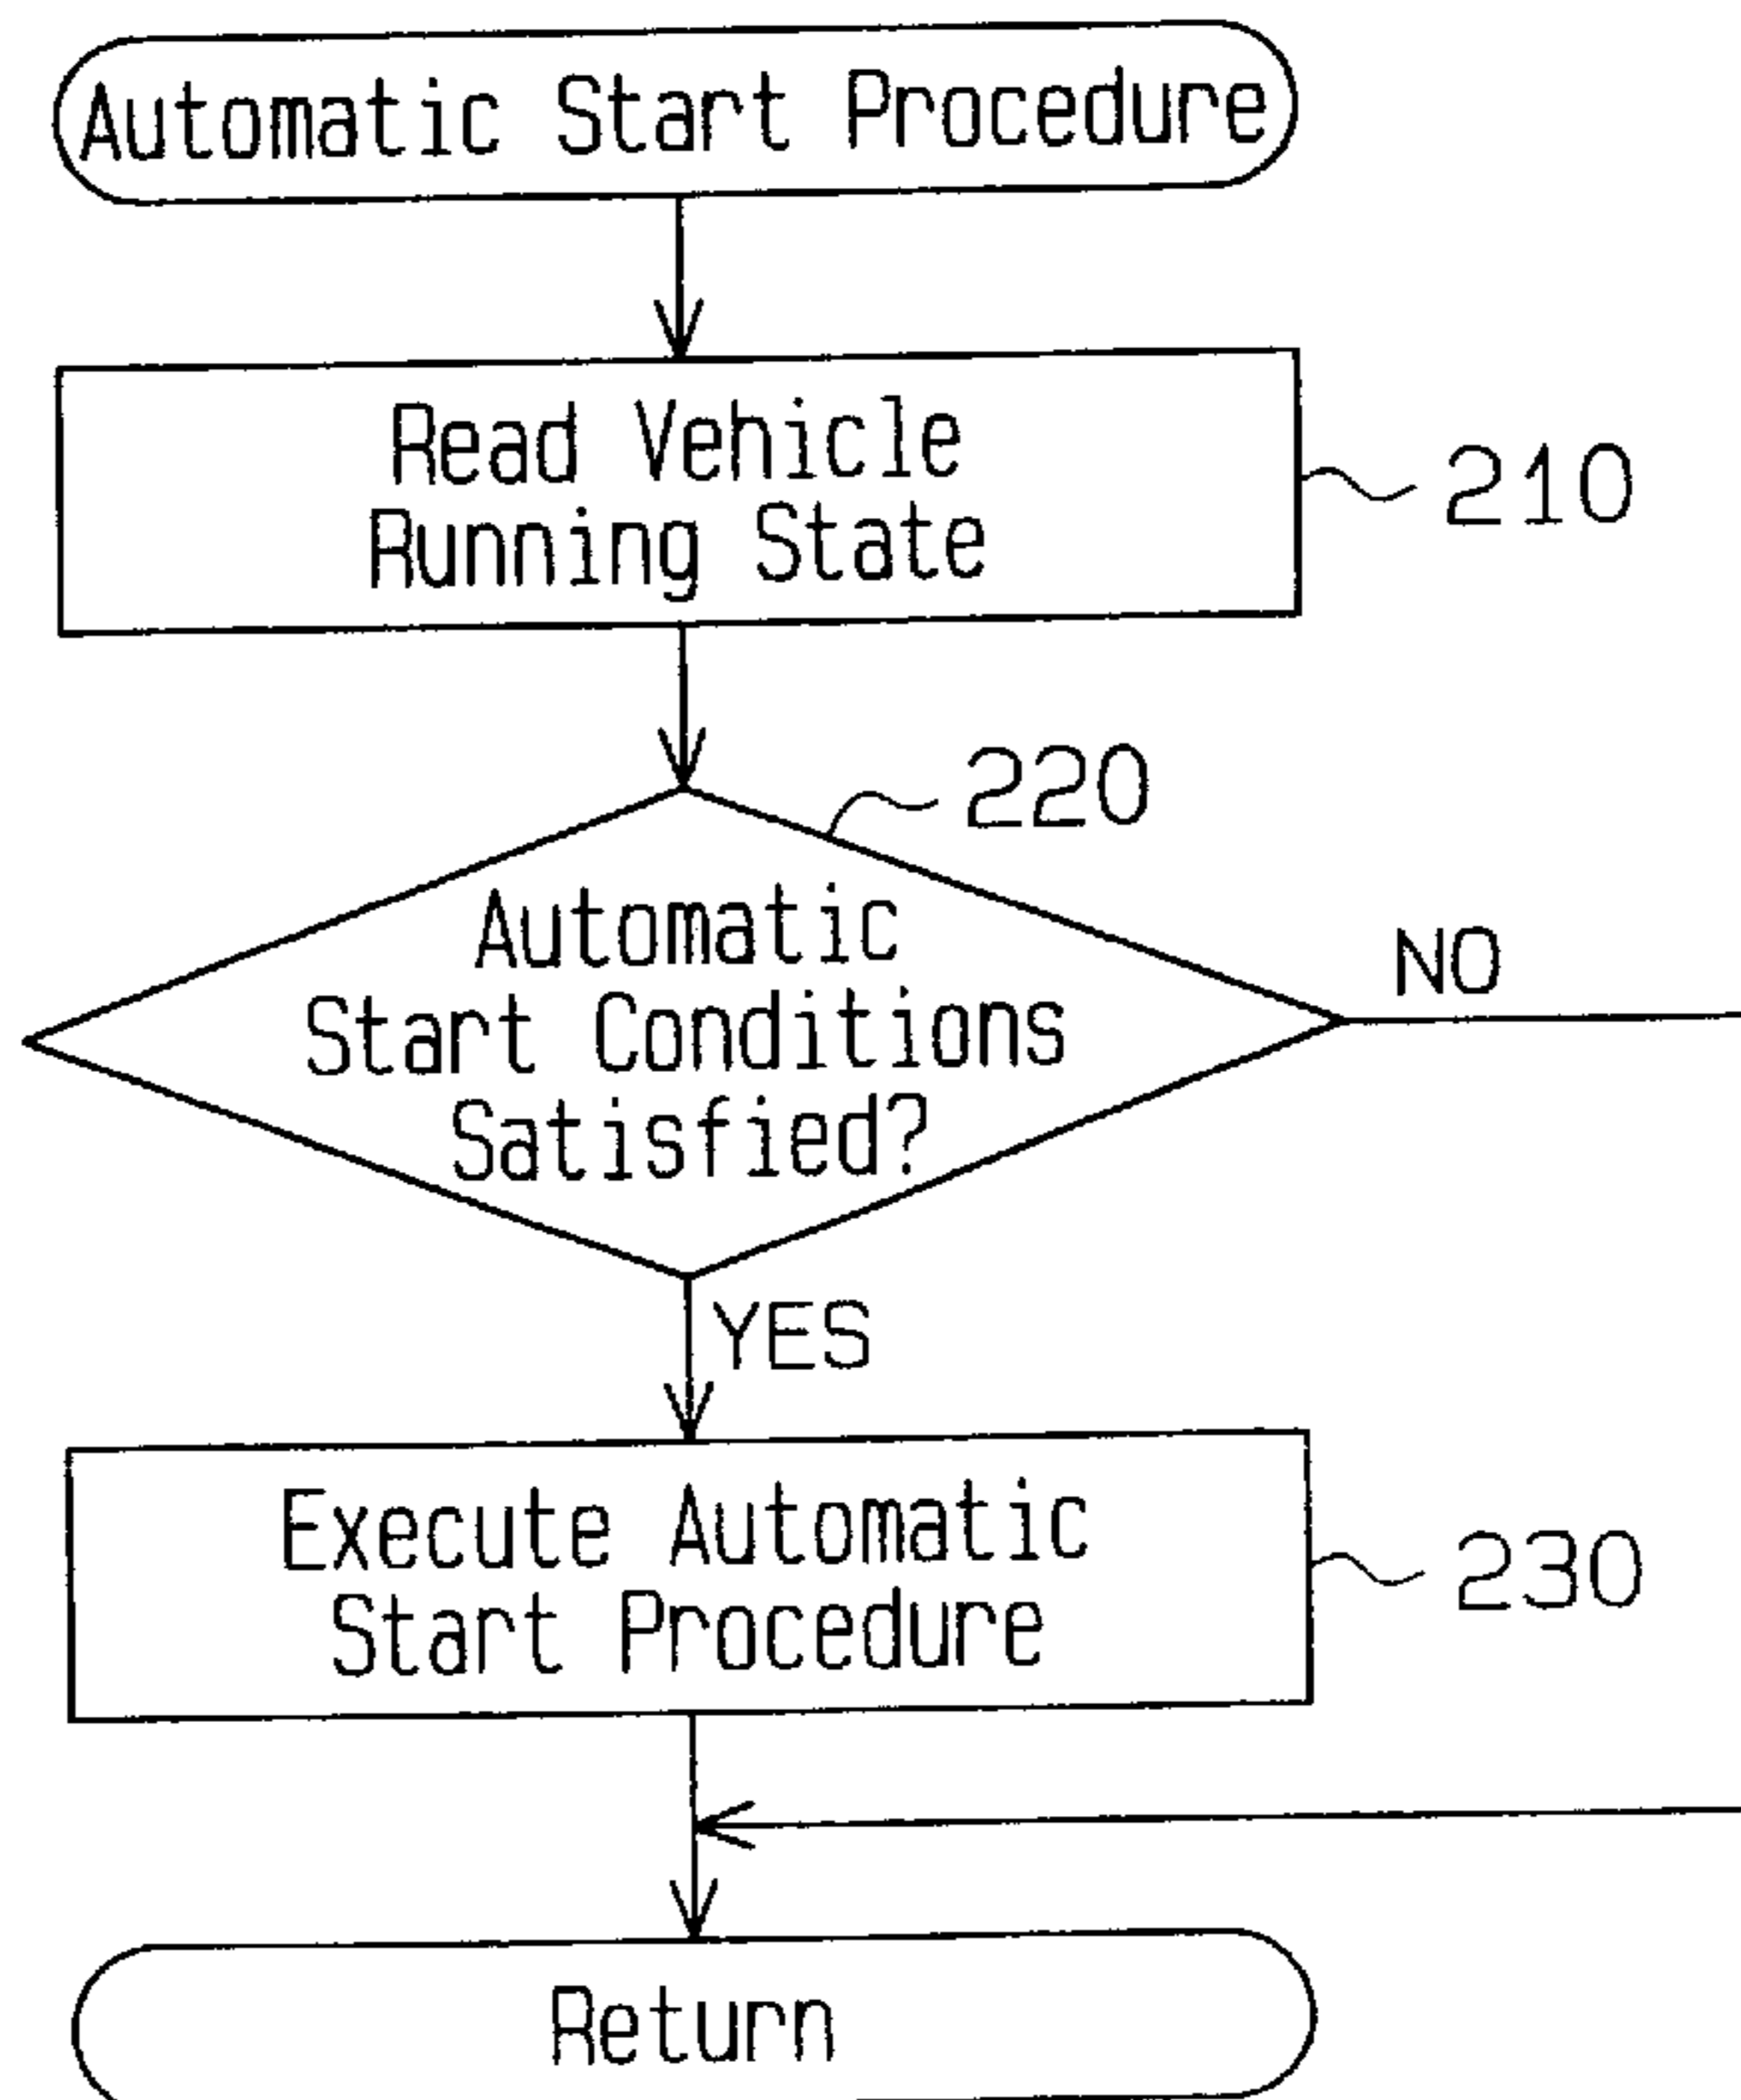 Automatic Start Procedure
Read Vehicle
Running State
210
220
Automatic
Start Conditions
Satisfied?
NO
YES
Execute Automatic
Start Procedure
230
Return